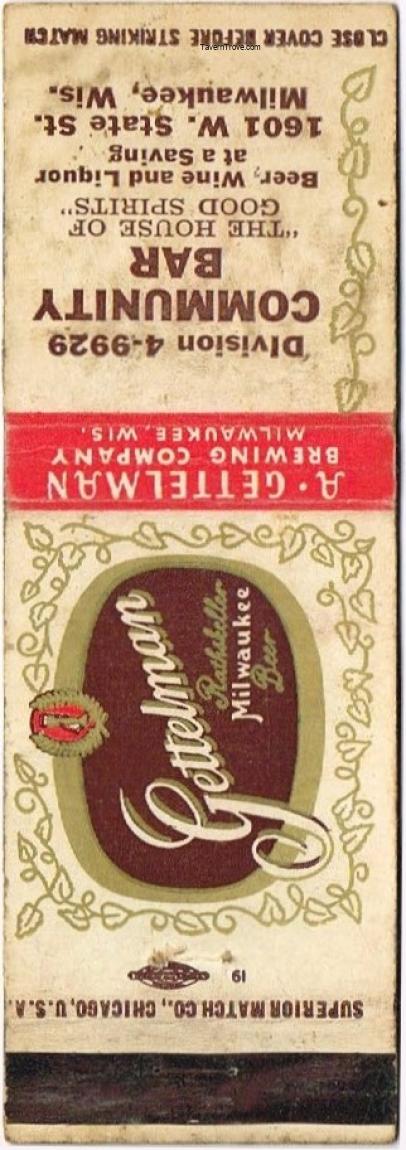 SUPERIOR MATCH CO., CHICAGO, U.S.A.
19
Gettelman
Rathskeller
Milwaukee
Beer
A·GETTELMAN
BREWING COMPANY
MILWAUKEE, WIS.
Division 4-9929
COMMUNITY
BAR
"THE HOUSE OF
GOOD SPIRITS"
Beer, Wine and Liquor
at a Saving
1601 W. State St.
Milwaukee, Wis.
CLOSE COVER BEFORE STRIKING MATCH
TavernTrove.com